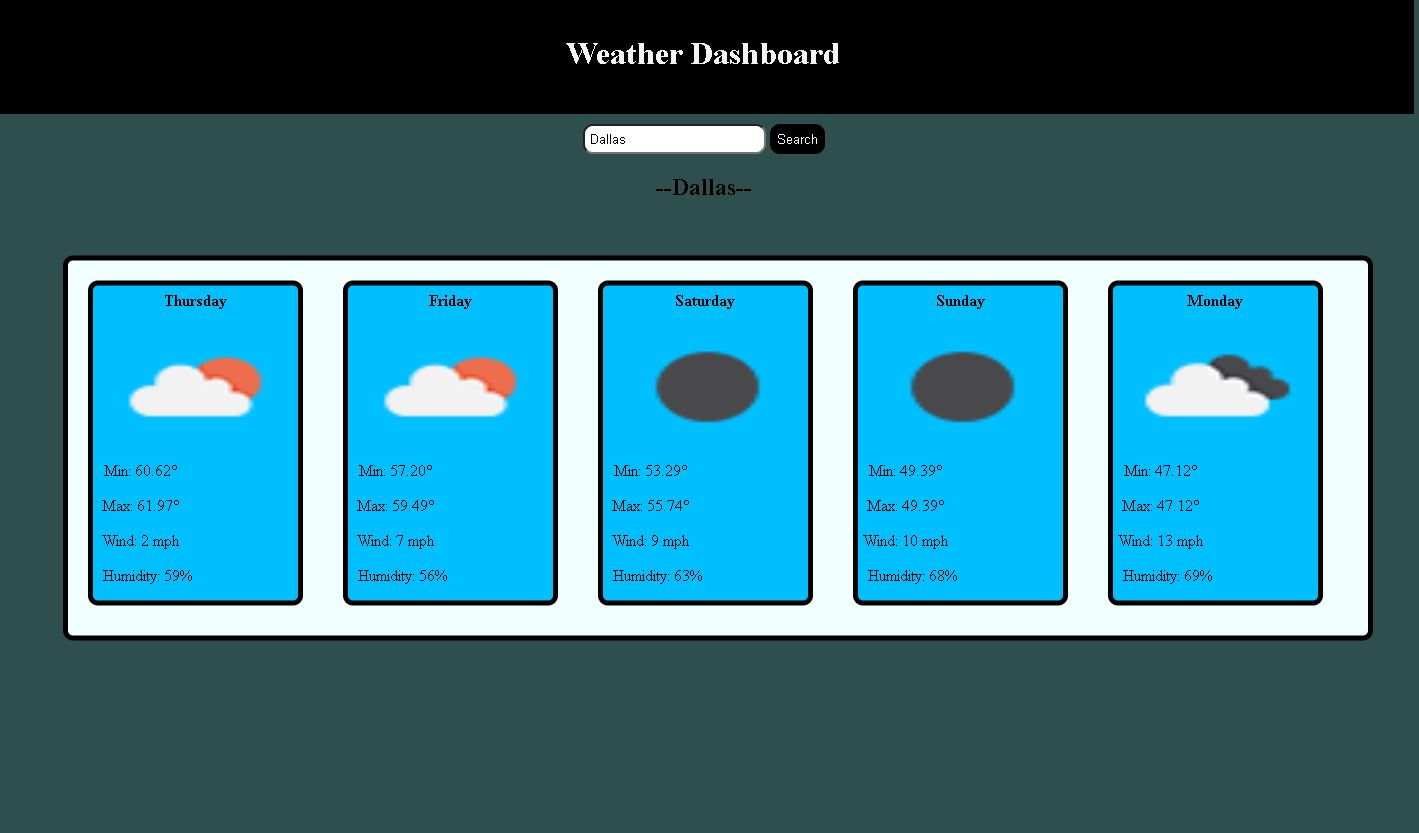 Weather Dashboard
Dallas Search
--Dallas--
Thursday
Min: 60.62°
Max: 61.97°
Wind: 2 mph
Humidity: 59%
Friday
Min: 57.20°
Max: 59.49°
Wind: 7 mph
Humidity: 56%
Saturday
Min: 53.29°
Max: 55.74°
Wind: 9 mph
Humidity: 63%
Sunday
Min: 49.39°
Max: 49.39°
Wind: 10 mph
Humidity: 68%
Monday
Min: 47.12°
Max: 47.12°
Wind: 13 mph
Humidity: 69%